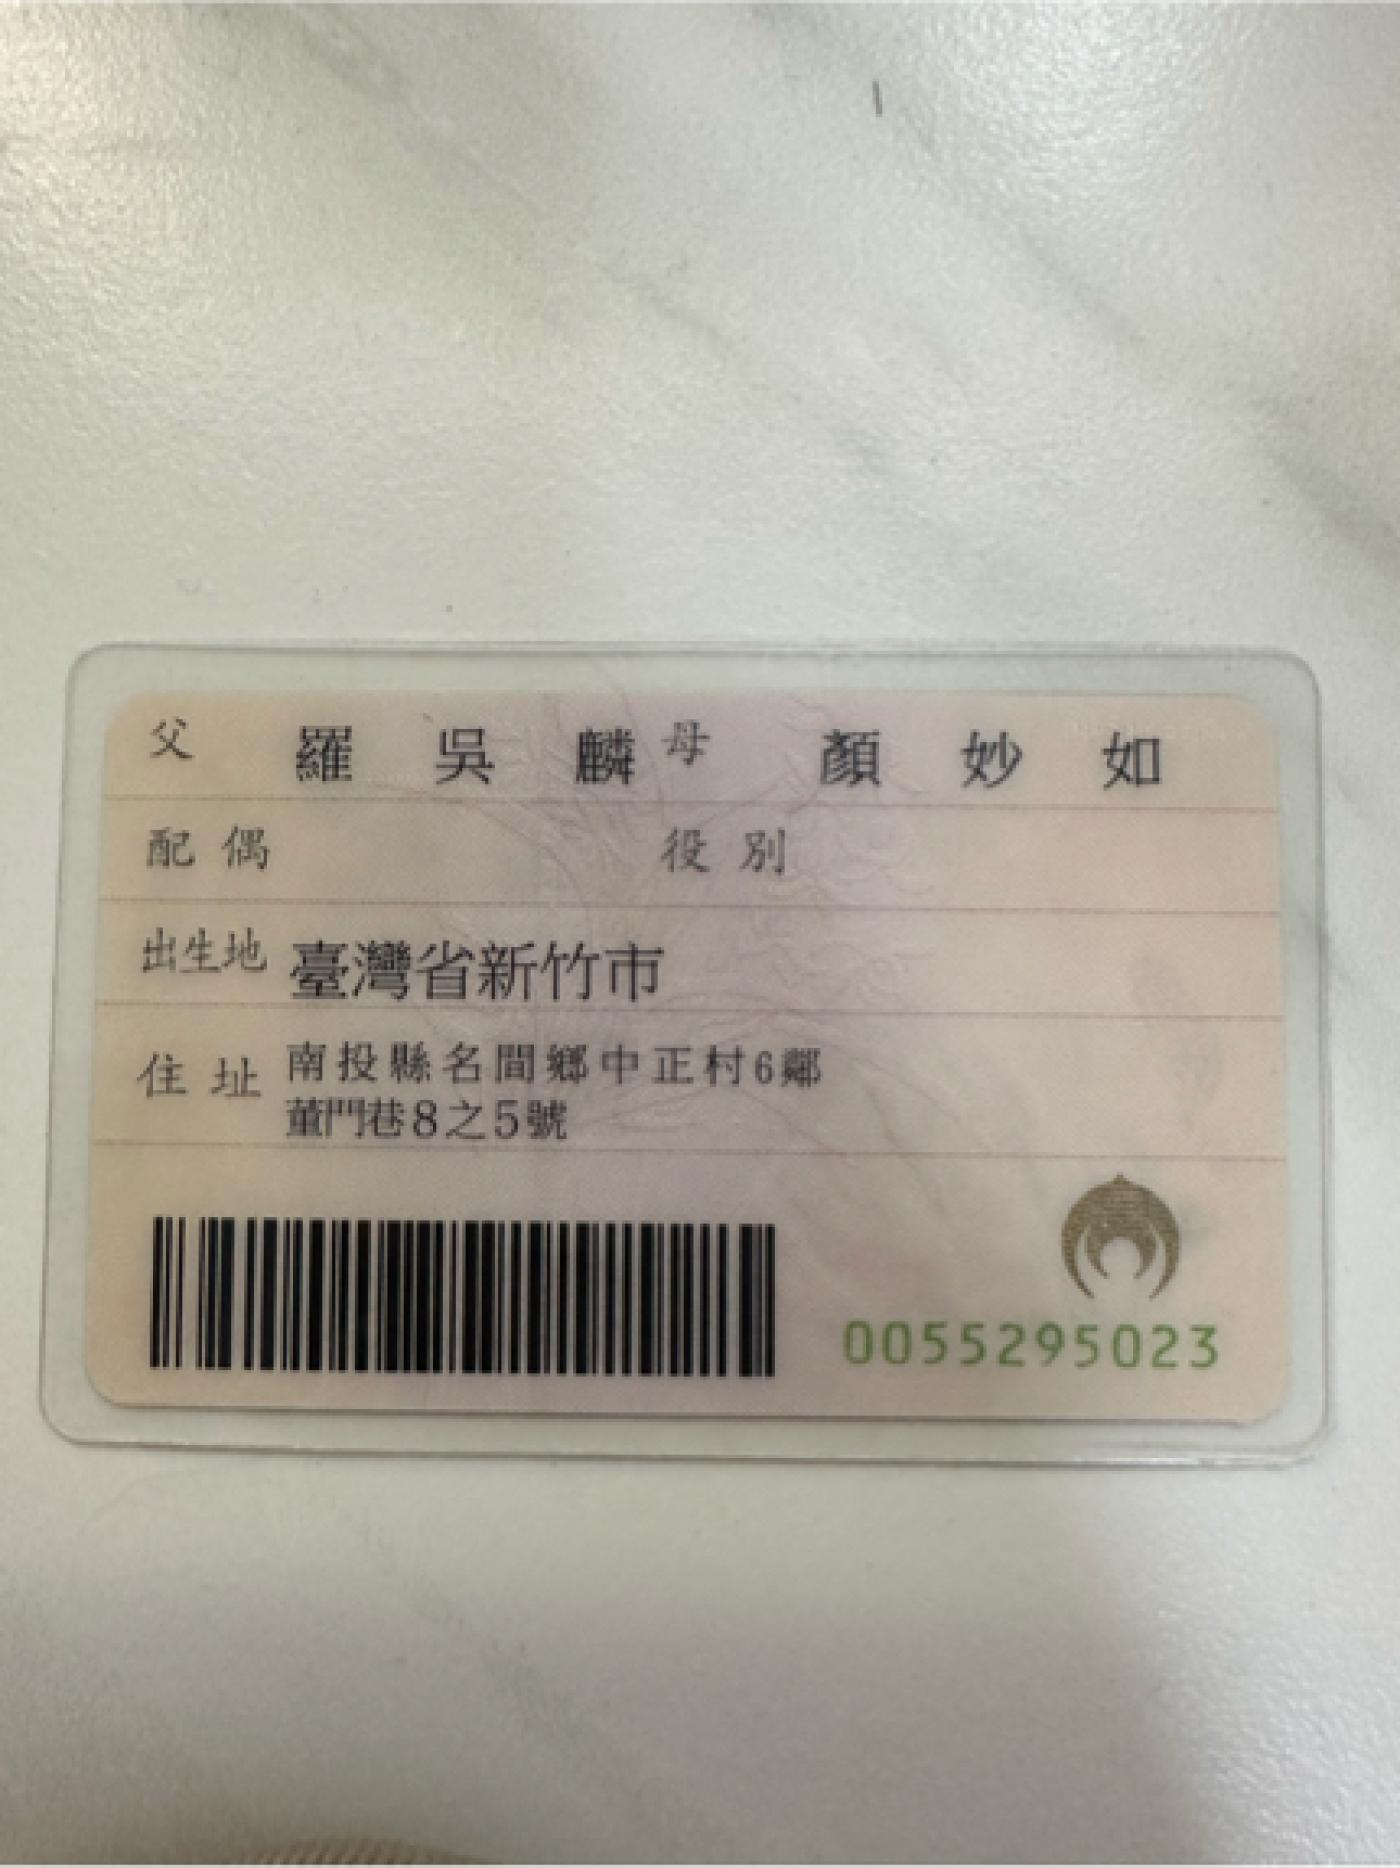 父 羅吳麟 母 顏妙如
配偶 役別
出生地 臺灣省新竹市
住址 南投縣名間鄉中正村6鄰
董門巷8之5號
0055295023